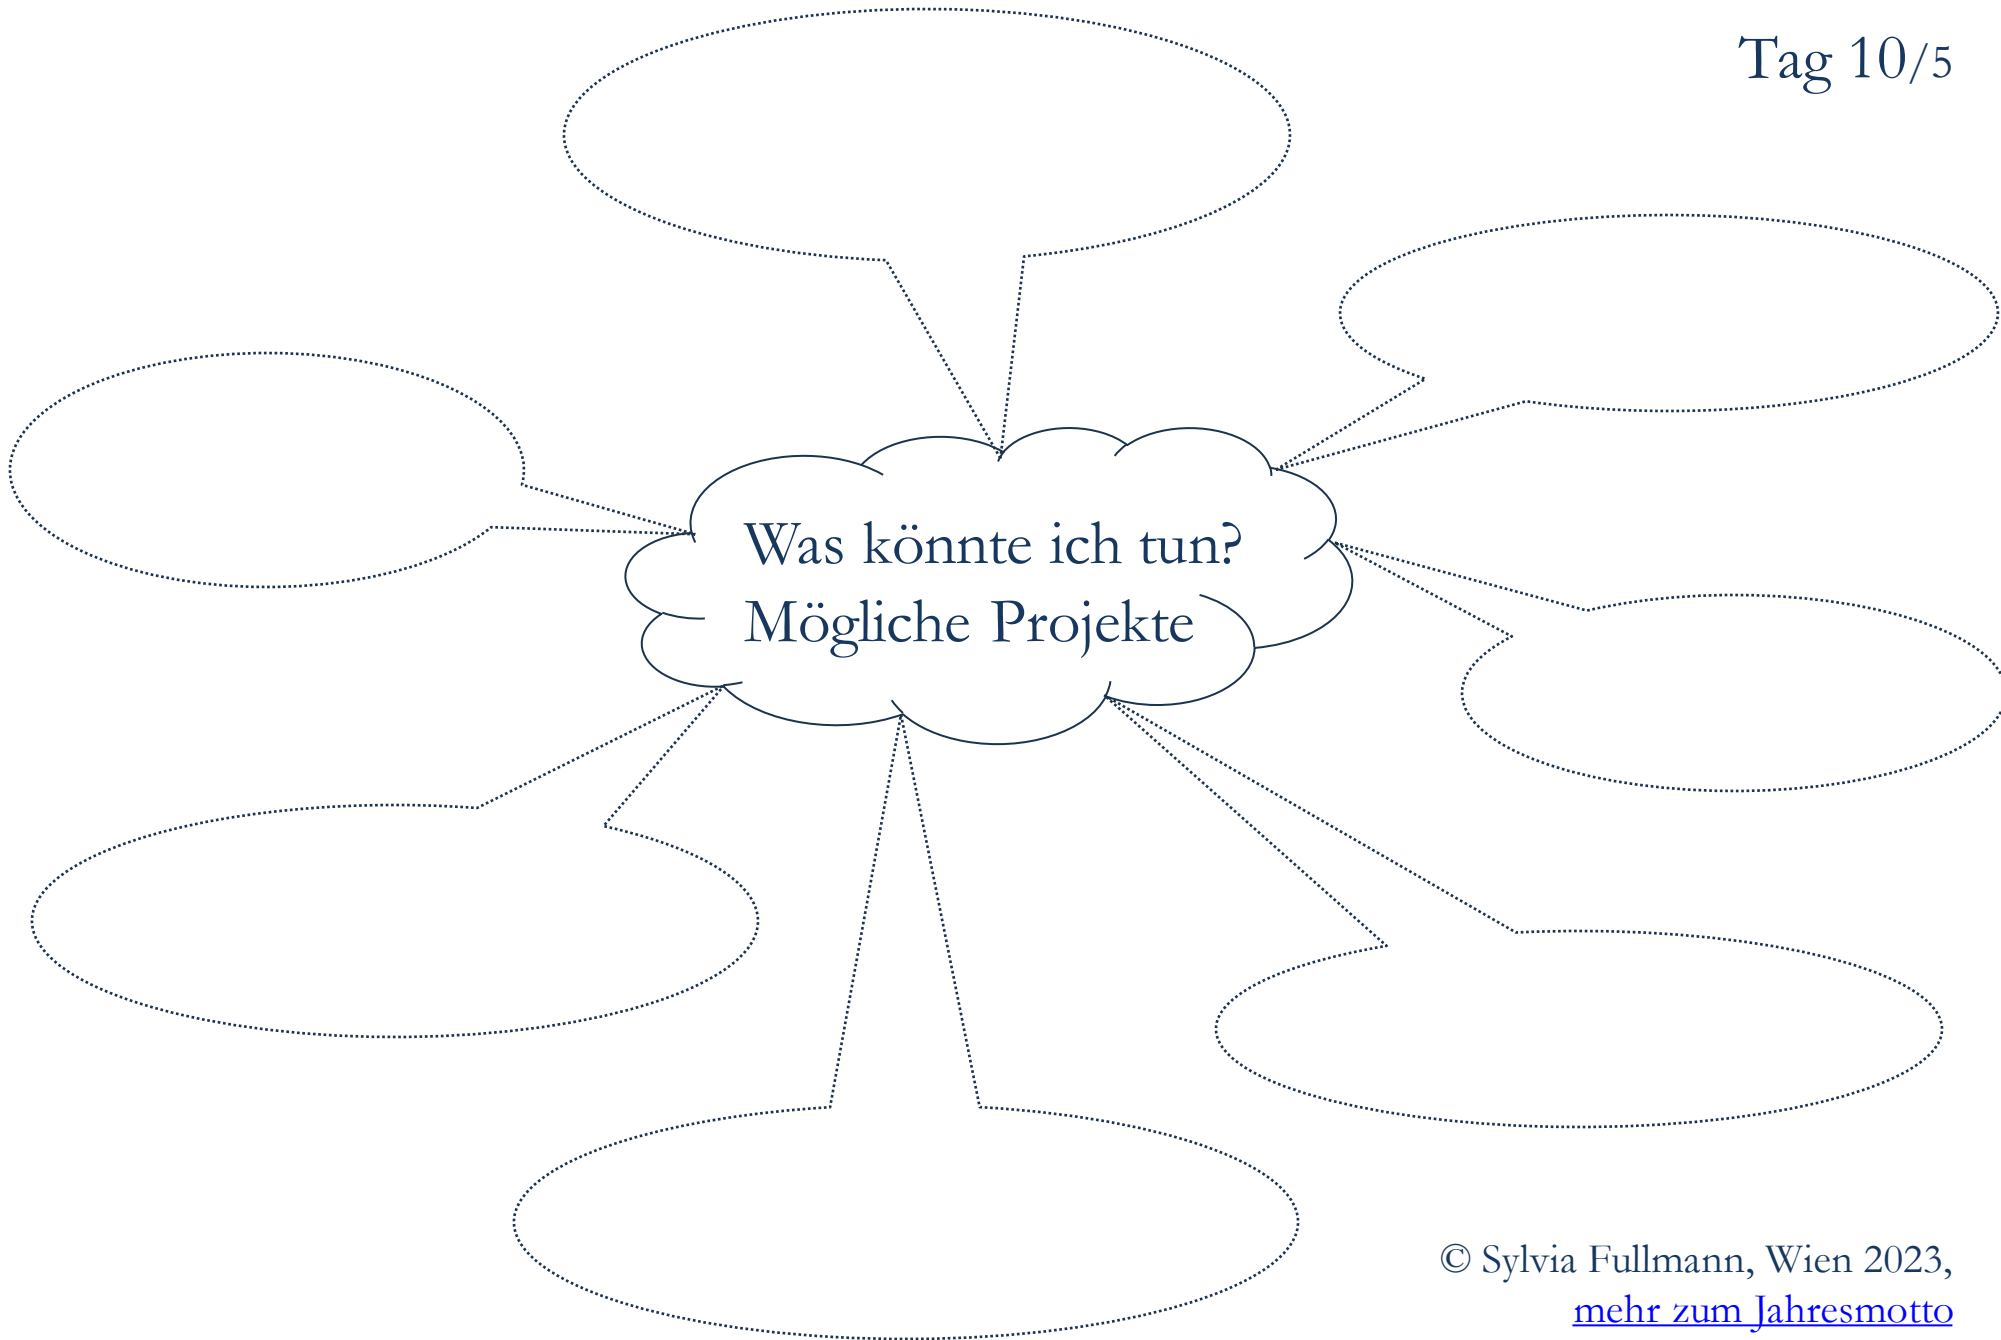 Tag 10/5
Was könnte ich tun?
Mögliche Projekte
© Sylvia Fullmann, Wien 2023,
mehr zum Jahresmotto